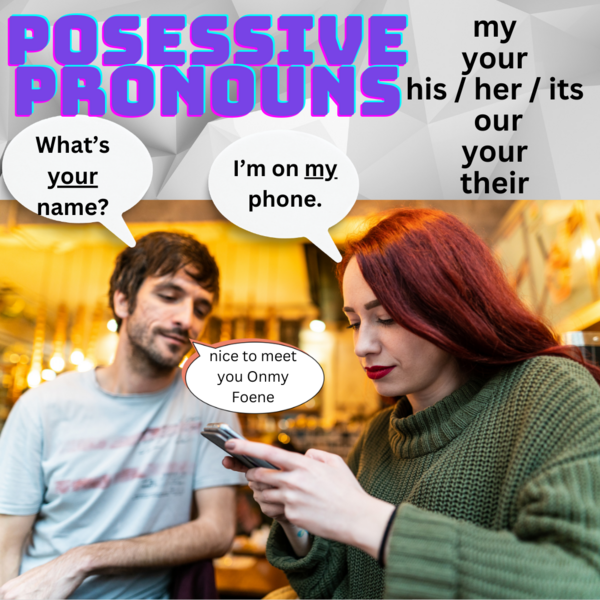 POSESSIVE
PRONOUNS
my
your
his / her / its
our
your
their
What's
your
name?
I'm on my
phone.
nice to meet
you Onmy
Foene